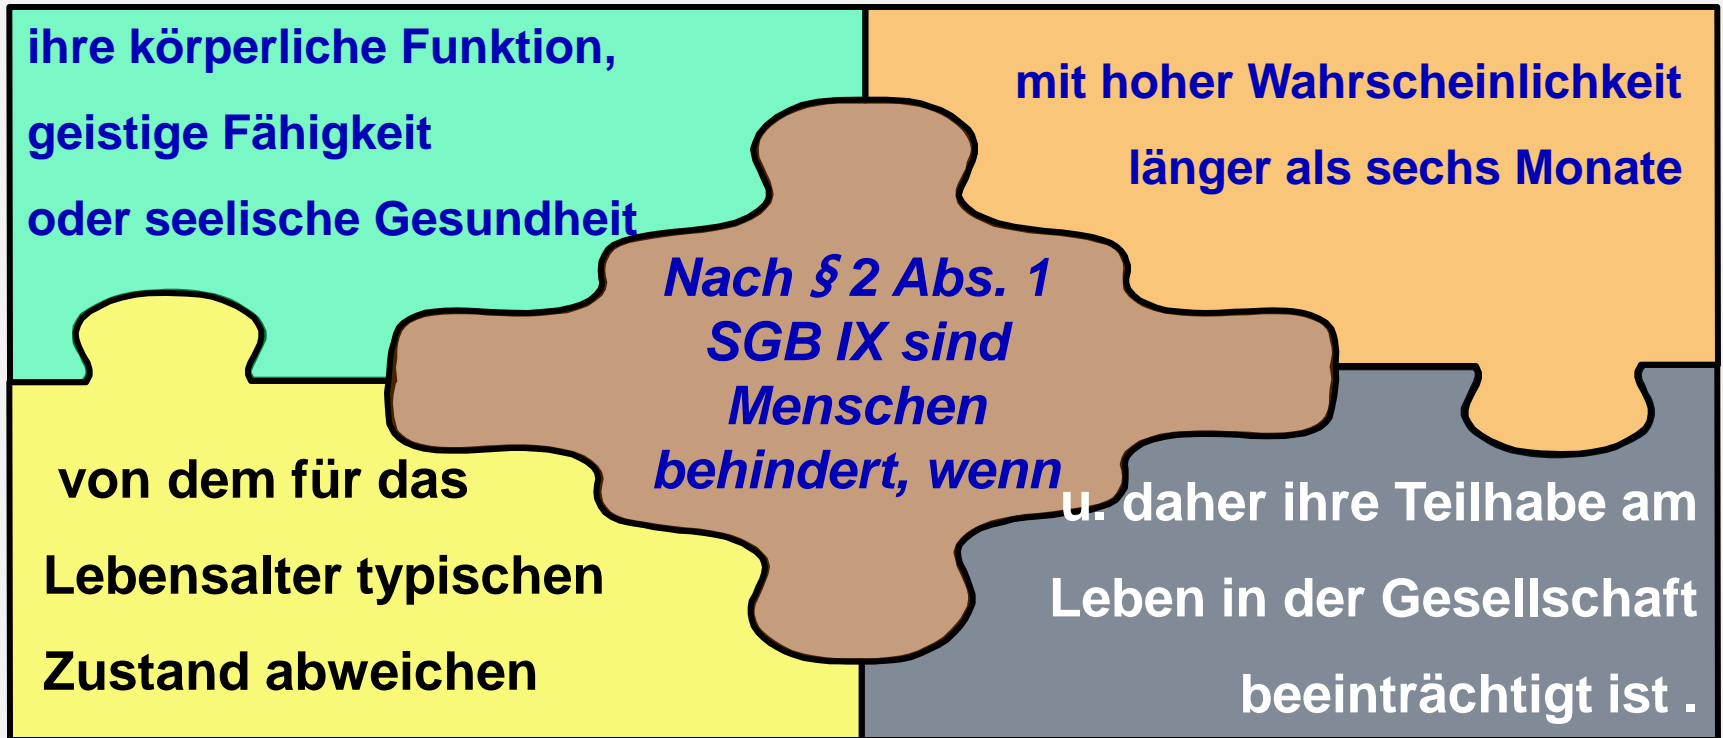 Nach § 2 Abs. 1
SGB IX sind
Menschen
behindert, wenn
ihre körperliche Funktion,
geistige Fähigkeit
oder seelische Gesundheit
mit hoher Wahrscheinlichkeit
länger als sechs Monate
von dem für das
Lebensalter typischen
Zustand abweichen
u. daher ihre Teilhabe am
Leben in der Gesellschaft
beeinträchtigt ist .